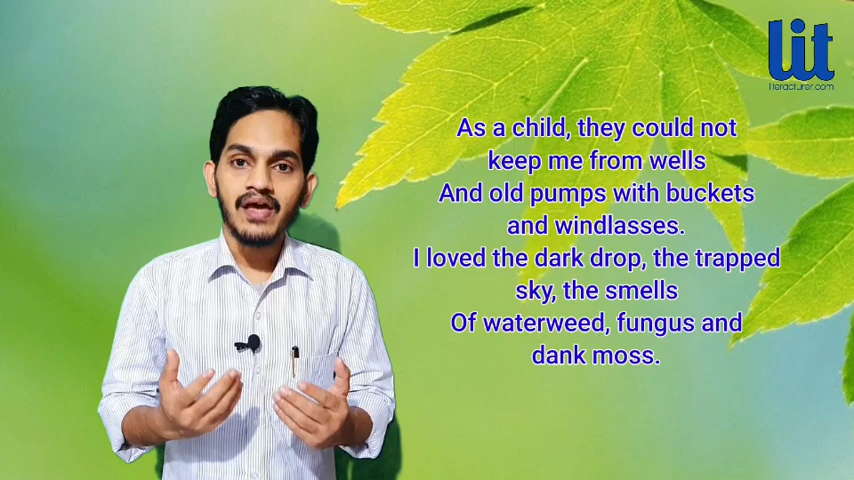 lit
literacturer.com
As a child, they could not
keep me from wells
And old pumps with buckets
and windlasses.
I loved the dark drop, the trapped
sky, the smells
Of waterweed, fungus and
dank moss.